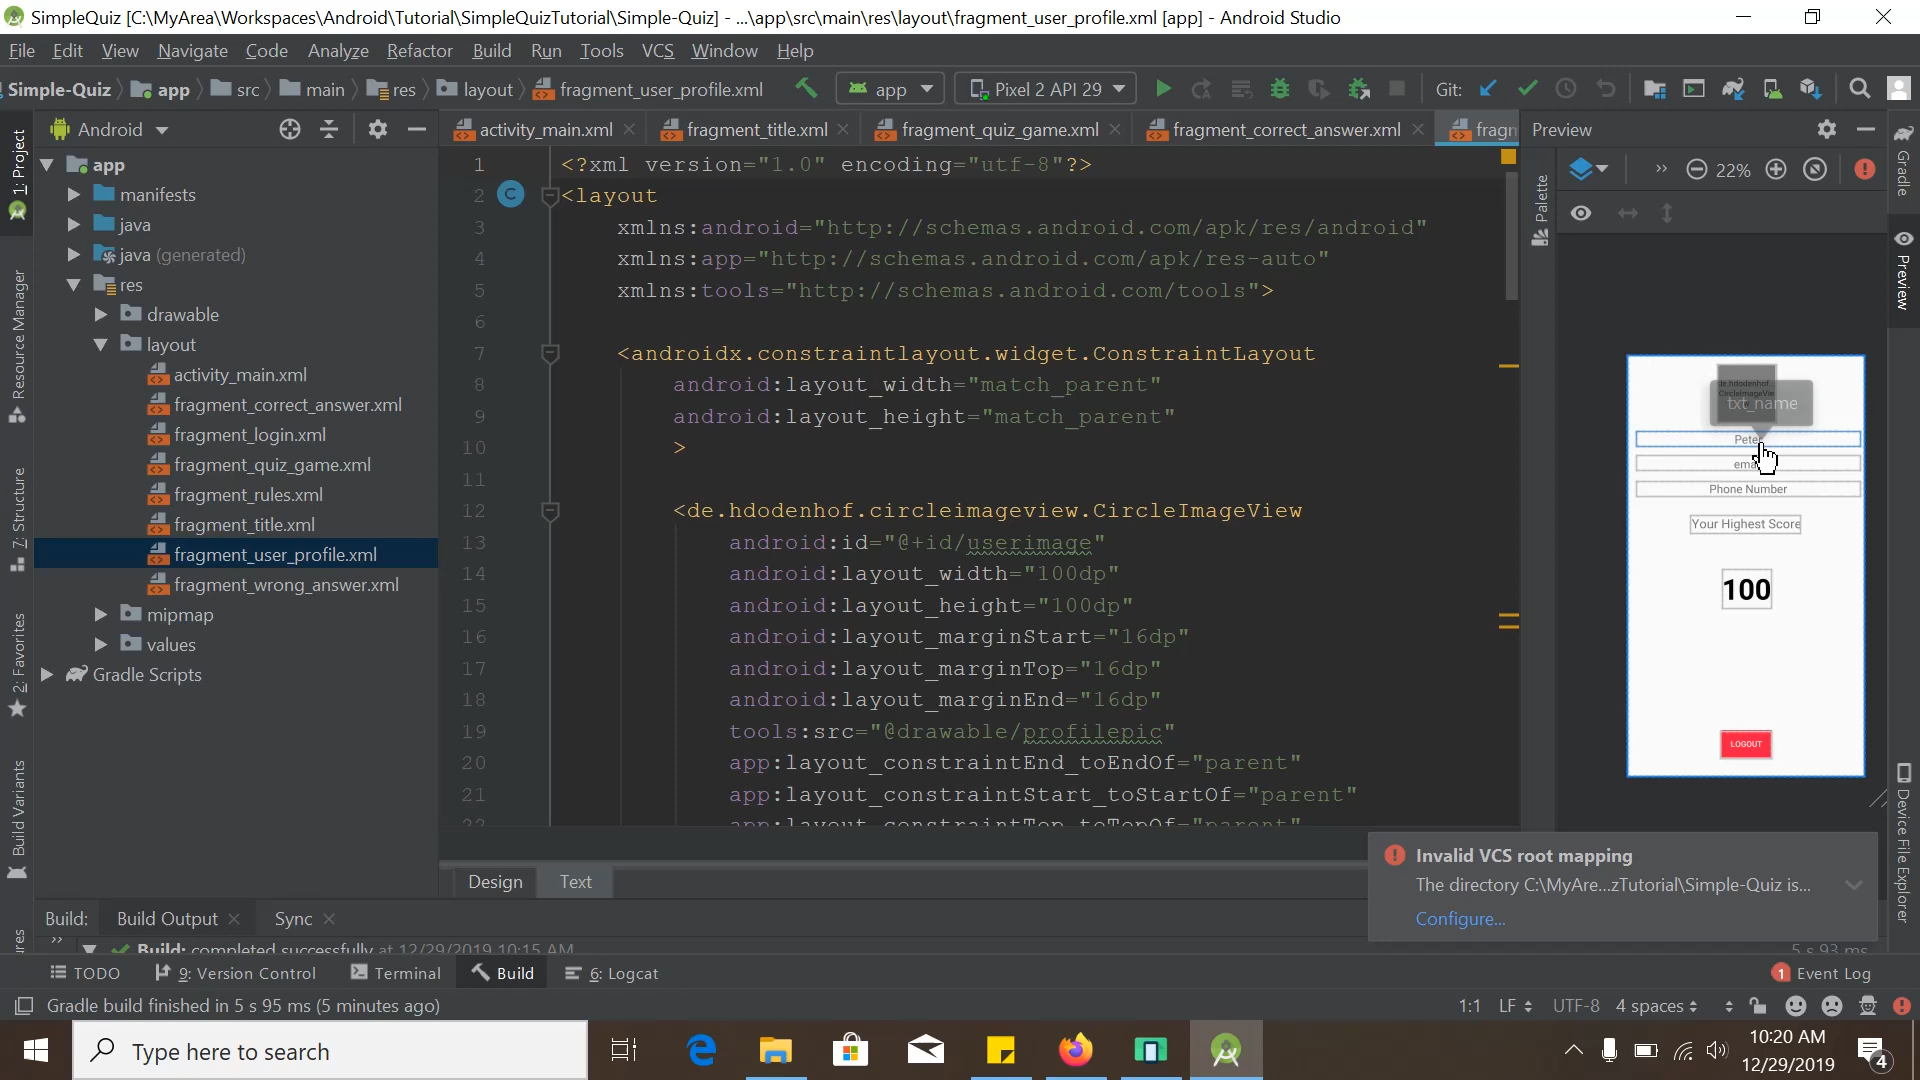 SimpleQuiz [C:\MyArea\Workspaces\Android\Tutorial\SimpleQuizTutorial\Simple-Quiz] - ...\app\src\main\res\layout\fragment_user_profile.xml [app] - Android Studio
File Edit View Navigate Code Analyze Refactor Build Run Tools VCS Window Help
Simple-Quiz app src main res layout fragment_user_profile.xml app Pixel 2 API 29 Git:
Android
activity_main.xml fragment_title.xml fragment_quiz_game.xml fragment_correct_answer.xml fragn
Preview
1: Project
Resource Manager
7: Structure
2: Favorites
Build Variants
app
manifests
java
java (generated)
res
drawable
layout
activity_main.xml
fragment_correct_answer.xml
fragment_login.xml
fragment_quiz_game.xml
fragment_rules.xml
fragment_title.xml
fragment_user_profile.xml
fragment_wrong_answer.xml
mipmap
values
Gradle Scripts
1 <?xml version="1.0" encoding="utf-8"?>
2 <layout
3 xmlns:android="http://schemas.android.com/apk/res/android"
4 xmlns:app="http://schemas.android.com/apk/res-auto"
5 xmlns:tools="http://schemas.android.com/tools">
6
7 <androidx.constraintlayout.widget.ConstraintLayout
8 android:layout_width="match_parent"
9 android:layout_height="match_parent"
10 >
11
12 <de.hdodenhof.circleimageview.CircleImageView
13 android:id="@+id/userimage"
14 android:layout_width="100dp"
15 android:layout_height="100dp"
16 android:layout_marginStart="16dp"
17 android:layout_marginTop="16dp"
18 android:layout_marginEnd="16dp"
19 tools:src="@drawable/profilepic"
20 app:layout_constraintEnd_toEndOf="parent"
21 app:layout_constraintStart_toStartOf="parent"
22 app:layout_constraintTop_toTopOf="parent"
Design Text
Palette
22%
de.hdodenhof...
CircleImageVie
txt_name
Pete
ema
Phone Number
Your Highest Score
100
LOGOUT
Gradle
Preview
Device File Explorer
Invalid VCS root mapping
The directory C:\MyAre...zTutorial\Simple-Quiz is...
Configure...
Build: Build Output Sync
Build: completed successfully at 12/29/2019 10:15 AM
5 s 93 ms
TODO 9: Version Control Terminal Build 6: Logcat 1 Event Log
Gradle build finished in 5 s 95 ms (5 minutes ago)
1:1 LF UTF-8 4 spaces
Type here to search
10:20 AM
12/29/2019
4